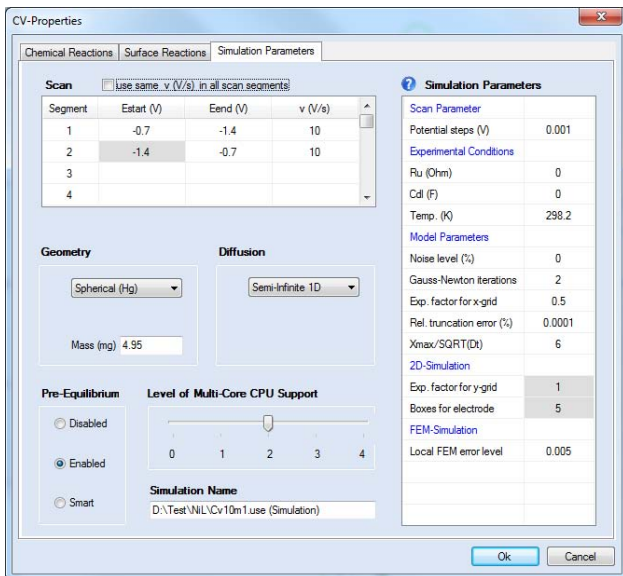 CV-Properties
Chemical Reactions Surface Reactions Simulation Parameters
Scan use same v (V/s) in all scan segments
Segment Estart (V) Eend (V) v (V/s)
1 -0.7 -1.4 10
2 -1.4 -0.7 10
3
4
Geometry
Spherical (Hg)
Mass (mg) 4.95
Diffusion
Semi-Infinite 1D
Pre-Equilibrium
Disabled
Enabled
Smart
Level of Multi-Core CPU Support
0 1 2 3 4
Simulation Name
D:\Test\NiL\Cv10m1.use (Simulation)
? Simulation Parameters
Scan Parameter
Potential steps (V) 0.001
Experimental Conditions
Ru (Ohm) 0
Cdl (F) 0
Temp. (K) 298.2
Model Parameters
Noise level (%) 0
Gauss-Newton iterations 2
Exp. factor for x-grid 0.5
Rel. truncation error (%) 0.0001
Xmax/SQRT(Dt) 6
2D-Simulation
Exp. factor for y-grid 1
Boxes for electrode 5
FEM-Simulation
Local FEM error level 0.005
Ok Cancel